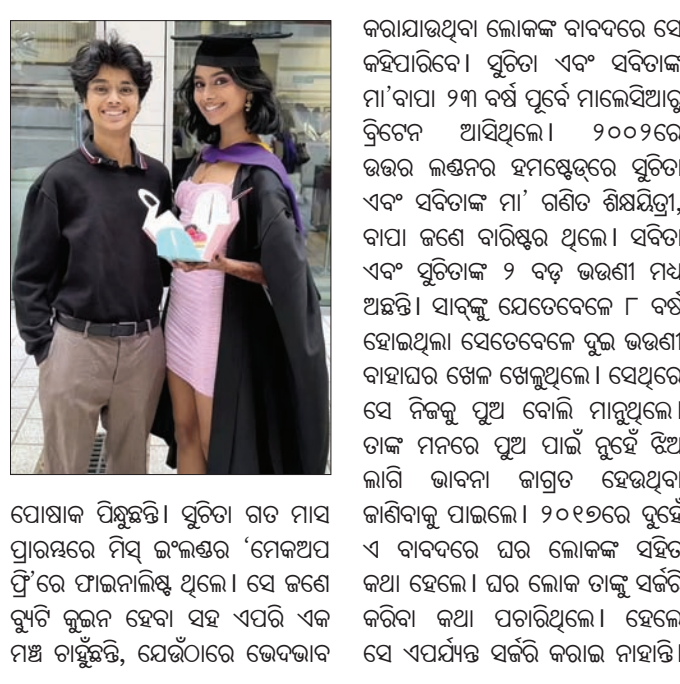 ପୋଷାକ ପିନ୍ଧୁଛନ୍ତି। ସୁଚିତା ଗତ ମାସ
ପ୍ରାରମ୍ଭରେ ମିସ୍ ଇଂଲଣ୍ଡର ‘ମେକଅପ
ଫ୍ରି’ରେ ଫାଇନାଲିଷ୍ଟ ଥିଲେ। ସେ ଜଣେ
ବ୍ୟୁଟି କୁଇନ ହେବା ସହ ଏପରି ଏକ
ମଞ୍ଚ ଚାହୁଁଛନ୍ତି, ଯେଉଁଠାରେ ଭେଦଭାବ
କରାଯାଉଥିବା ଲୋକଙ୍କ ବାବଦରେ ସେ
କହିପାରିବେ। ସୁଚିତା ଏବଂ ସବିତାଙ୍କ
ମା’ବାପା ୨୩ ବର୍ଷ ପୂର୍ବେ ମାଲେସିଆରୁ
ବ୍ରିଟେନ ଆସିଥିଲେ। ୨୦୦୨ରେ
ଉତ୍ତର ଲଣ୍ଡନର ହମଷ୍ଟେଡ୍‌ରେ ସୁଚିତା
ଏବଂ ସବିତାଙ୍କ ମା’ ଗଣିତ ଶିକ୍ଷୟିତ୍ରୀ,
ବାପା ଜଣେ ବାରିଷ୍ଟର ଥିଲେ। ସବିତା
ଏବଂ ସୁଚିତାଙ୍କ ୨ ବଡ଼ ଭଉଣୀ ମଧ୍ୟ
ଅଛନ୍ତି। ସାବ୍‌ଙ୍କୁ ଯେତେବେଳେ ୮ ବର୍ଷ
ହୋଇଥିଲା ସେତେବେଳେ ଦୁଇ ଭଉଣୀ
ବାହାଘର ଖେଳ ଖେଳୁଥିଲେ। ସେଥିରେ
ସେ ନିଜକୁ ପୁଅ ବୋଲି ମାନୁଥିଲେ।
ତାଙ୍କ ମନରେ ପୁଅ ପାଇଁ ନୁହେଁ ଝିଅ
ଲାଗି ଭାବନା ଜାଗ୍ରତ ହେଉଥିବା
ଜାଣିବାକୁ ପାଇଲେ। ୨୦୧୭ରେ ଦୁହେଁ
ଏ ବାବଦରେ ଘର ଲୋକଙ୍କ ସହିତ
କଥା ହେଲେ। ଘର ଲୋକ ତାଙ୍କୁ ସର୍ଜରି
କରିବା କଥା ପଚାରିଥିଲେ। ହେଲେ
ସେ ଏପର୍ଯ୍ୟନ୍ତ ସର୍ଜରି କରାଇ ନାହାନ୍ତି।